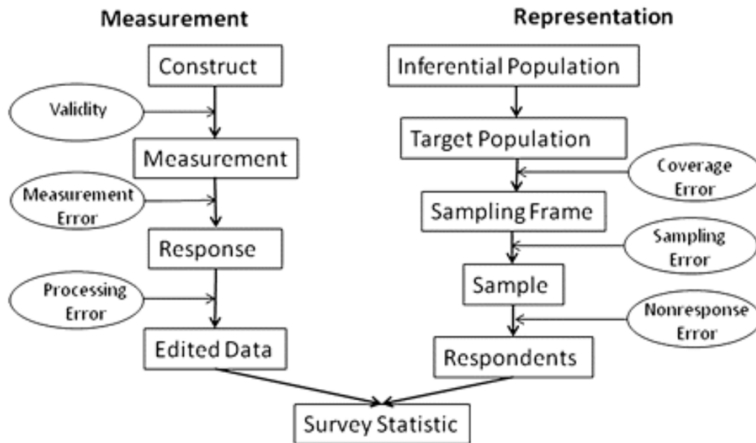 Measurement
Construct
Validity
Measurement
Measurement
Error
Response
Processing
Error
Edited Data
Representation
Inferential Population
Target Population
Coverage
Error
Sampling Frame
Sampling
Error
Sample
Nonresponse
Error
Respondents
Survey Statistic